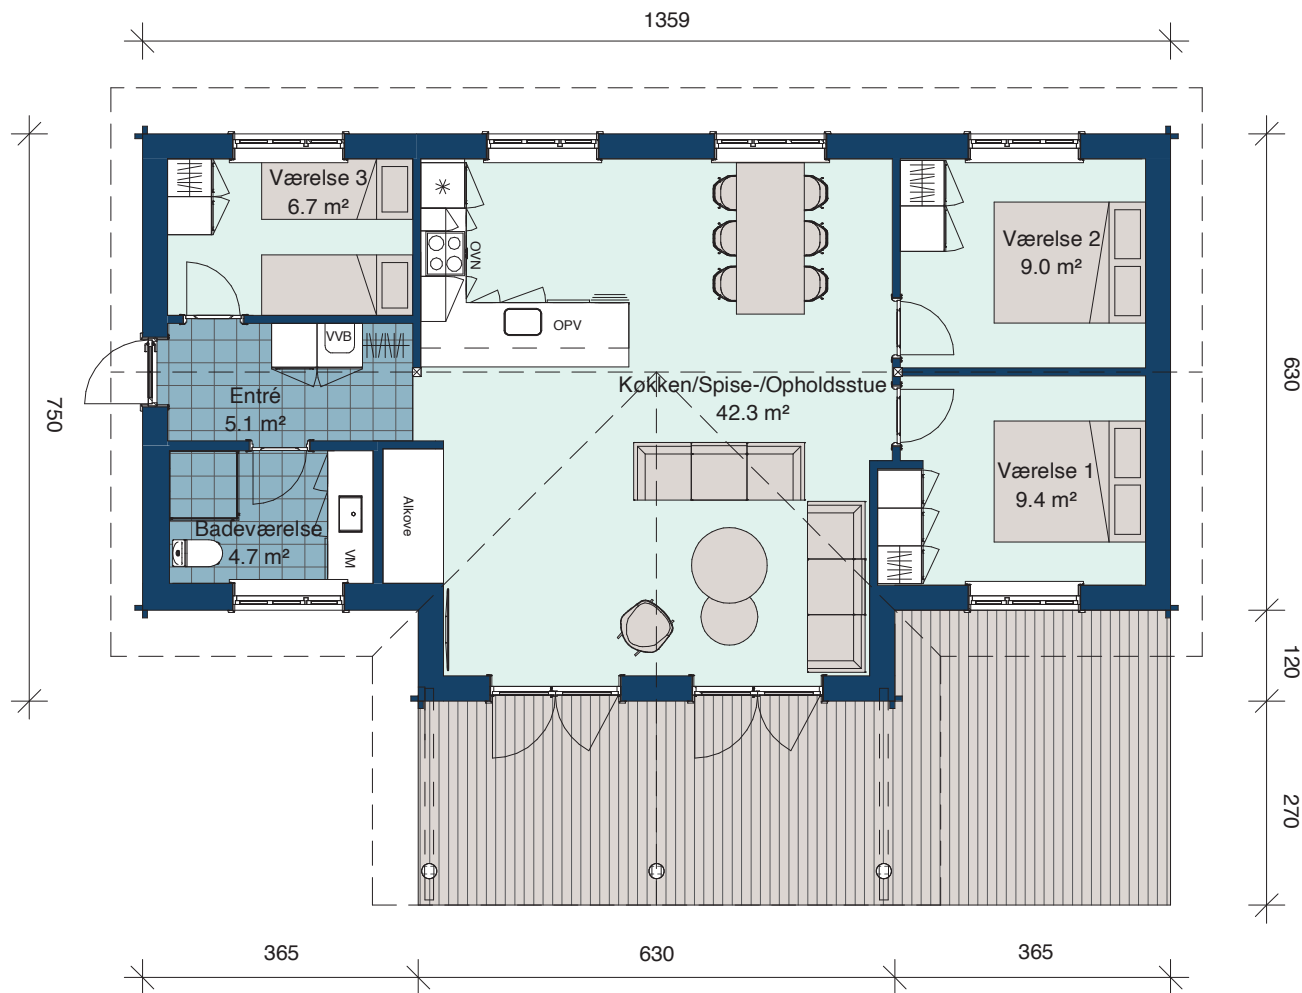 1359
Værelse 3
6.7 m²
OVN
OPV
Værelse 2
9.0 m²
VVB
Entré
5.1 m²
Køkken/Spise-/Opholdsstue
42.3 m²
750
630
Værelse 1
9.4 m²
Alkove
Badeværelse
4.7 m²
VM
120
270
365
630
365